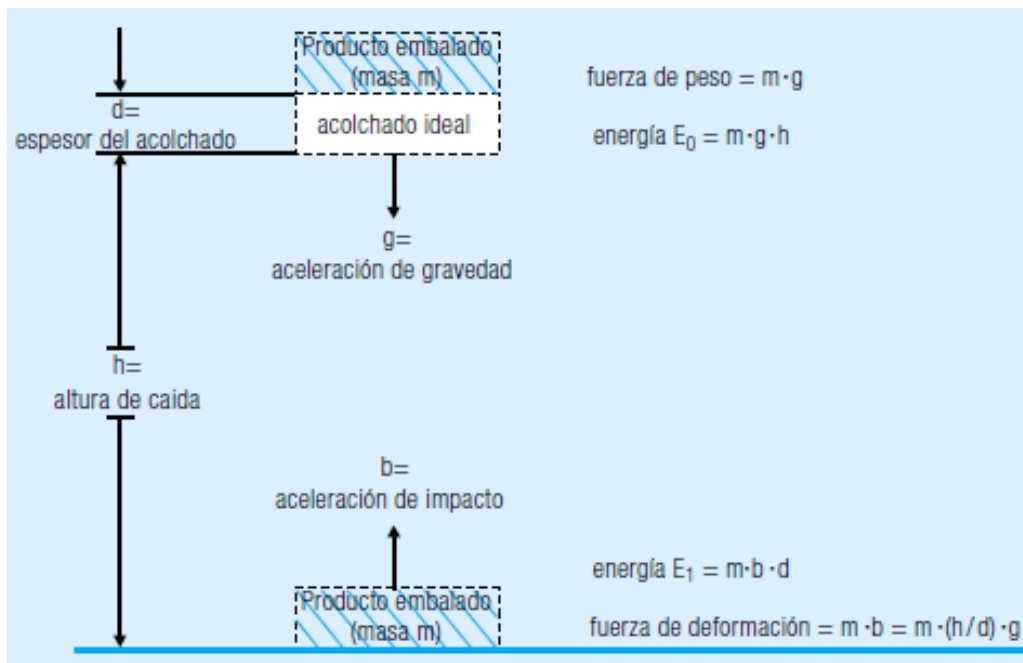 Producto embalado
(masa m)
fuerza de peso = m·g
d=
espesor del acolchado
acolchado ideal
energía E₀ = m·g·h
g=
aceleración de gravedad
h=
altura de caida
b=
aceleración de impacto
energía E₁ = m·b·d
Producto embalado
(masa m)
fuerza de deformación = m·b = m·(h/d)·g